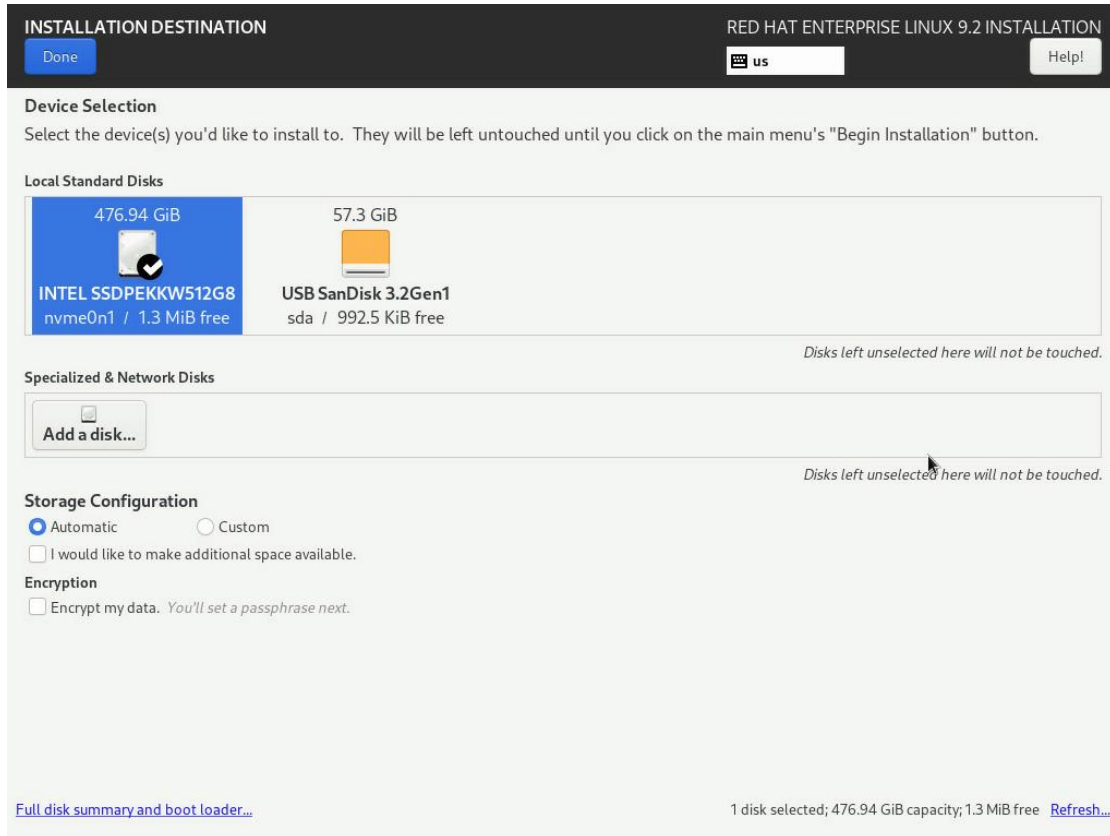 INSTALLATION DESTINATION
RED HAT ENTERPRISE LINUX 9.2 INSTALLATION
Done
us
Help!
Device Selection
Select the device(s) you'd like to install to. They will be left untouched until you click on the main menu's "Begin Installation" button.
Local Standard Disks
476.94 GiB
57.3 GiB
INTEL SSDPEKKW512G8
USB SanDisk 3.2Gen1
nvme0n1 / 1.3 MiB free
sda / 992.5 KiB free
Disks left unselected here will not be touched.
Specialized & Network Disks
Add a disk...
Disks left unselected here will not be touched.
Storage Configuration
Automatic
Custom
I would like to make additional space available.
Encryption
Encrypt my data. You'll set a passphrase next.
Full disk summary and boot loader...
1 disk selected; 476.94 GiB capacity; 1.3 MiB free Refresh...